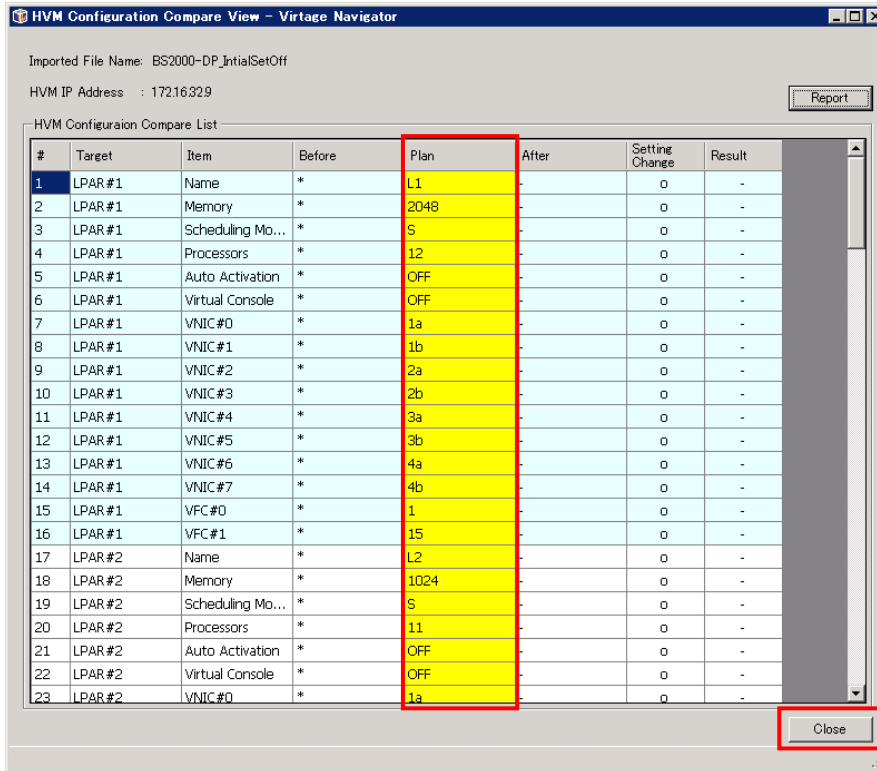 HVM Configuration Compare View - Virtage Navigator
Imported File Name: BS2000-DP_IntialSetOff
HVM IP Address : 172.16.32.9
Report
HVM Configuraion Compare List
# Target Item Before Plan After Setting Change Result
1 LPAR#1 Name * L1 - o -
2 LPAR#1 Memory * 2048 - o -
3 LPAR#1 Scheduling Mo... * S - o -
4 LPAR#1 Processors * 12 - o -
5 LPAR#1 Auto Activation * OFF - o -
6 LPAR#1 Virtual Console * OFF - o -
7 LPAR#1 VNIC#0 * 1a - o -
8 LPAR#1 VNIC#1 * 1b - o -
9 LPAR#1 VNIC#2 * 2a - o -
10 LPAR#1 VNIC#3 * 2b - o -
11 LPAR#1 VNIC#4 * 3a - o -
12 LPAR#1 VNIC#5 * 3b - o -
13 LPAR#1 VNIC#6 * 4a - o -
14 LPAR#1 VNIC#7 * 4b - o -
15 LPAR#1 VFC#0 * 1 - o -
16 LPAR#1 VFC#1 * 15 - o -
17 LPAR#2 Name * L2 - o -
18 LPAR#2 Memory * 1024 - o -
19 LPAR#2 Scheduling Mo... * S - o -
20 LPAR#2 Processors * 11 - o -
21 LPAR#2 Auto Activation * OFF - o -
22 LPAR#2 Virtual Console * OFF - o -
23 LPAR#2 VNIC#0 * 1a - o -
Close